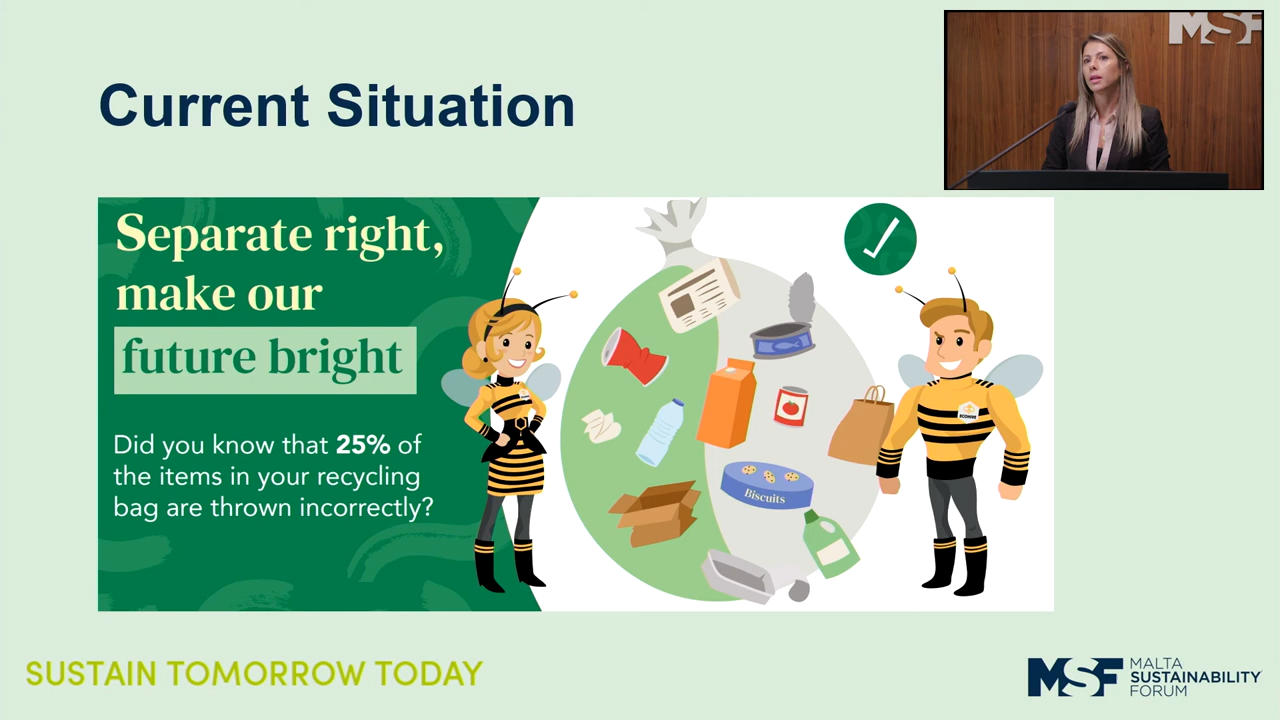 MSF
Current Situation
Separate right,
make our
future bright
Did you know that 25% of
the items in your recycling
bag are thrown incorrectly?
Biscuits
ECOHIVE
SUSTAIN TOMORROW TODAY
MSF
MALTA
SUSTAINABILITY
FORUM